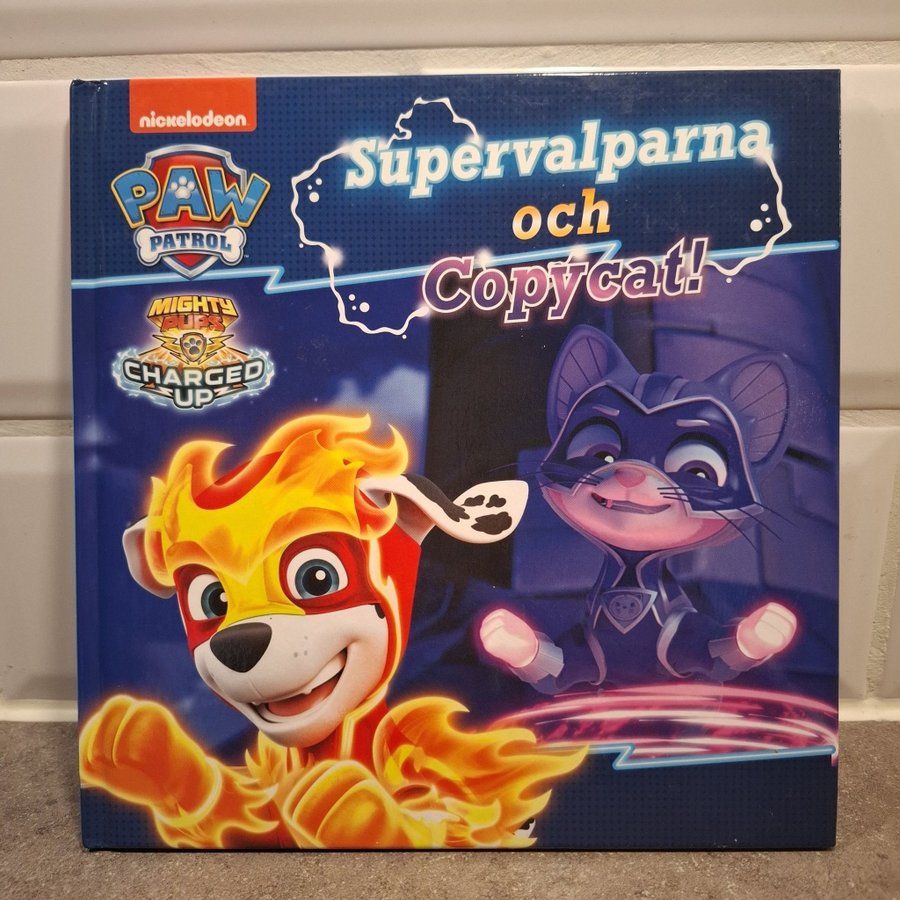 nickelodeon
PAW
PATROL
Supervalparna
och
Copycat!
MIGHTY
PUPS
CHARGED
UP